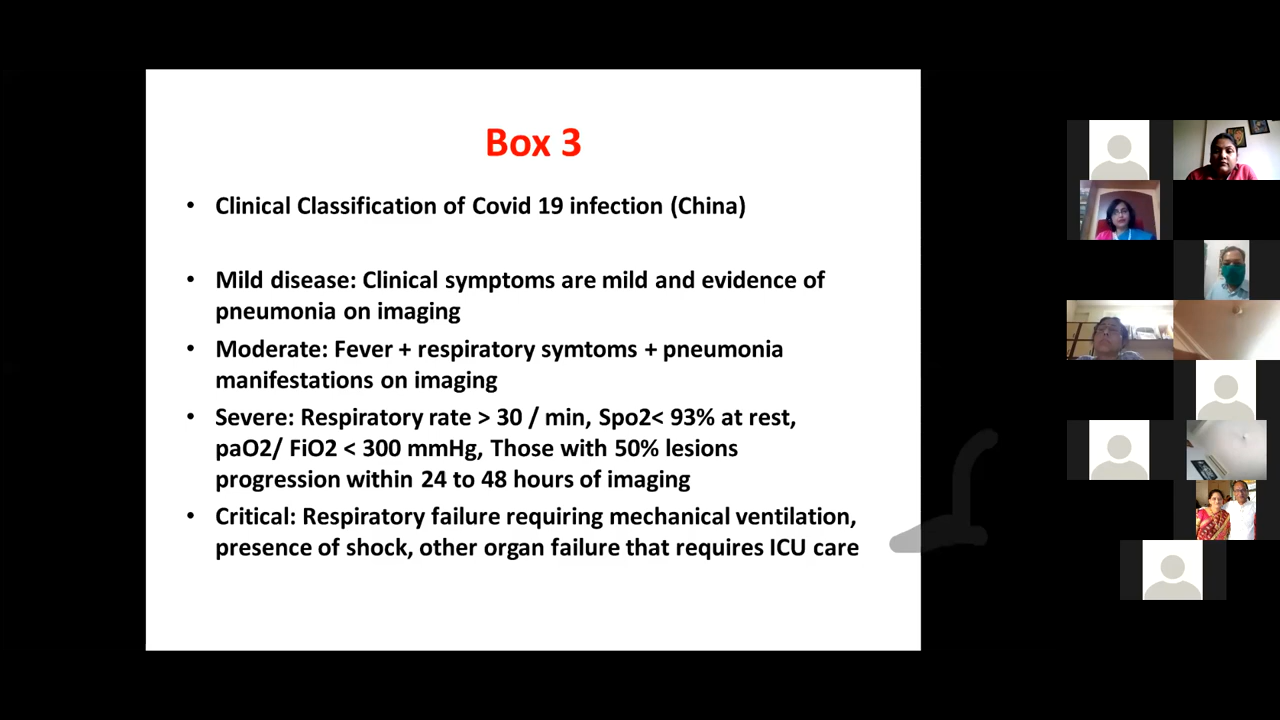 Box 3
• Clinical Classification of Covid 19 infection (China)
• Mild disease: Clinical symptoms are mild and evidence of
pneumonia on imaging
• Moderate: Fever + respiratory symtoms + pneumonia
manifestations on imaging
• Severe: Respiratory rate > 30 / min, Spo2< 93% at rest,
paO2/ FiO2 < 300 mmHg, Those with 50% lesions
progression within 24 to 48 hours of imaging
• Critical: Respiratory failure requiring mechanical ventilation,
presence of shock, other organ failure that requires ICU care